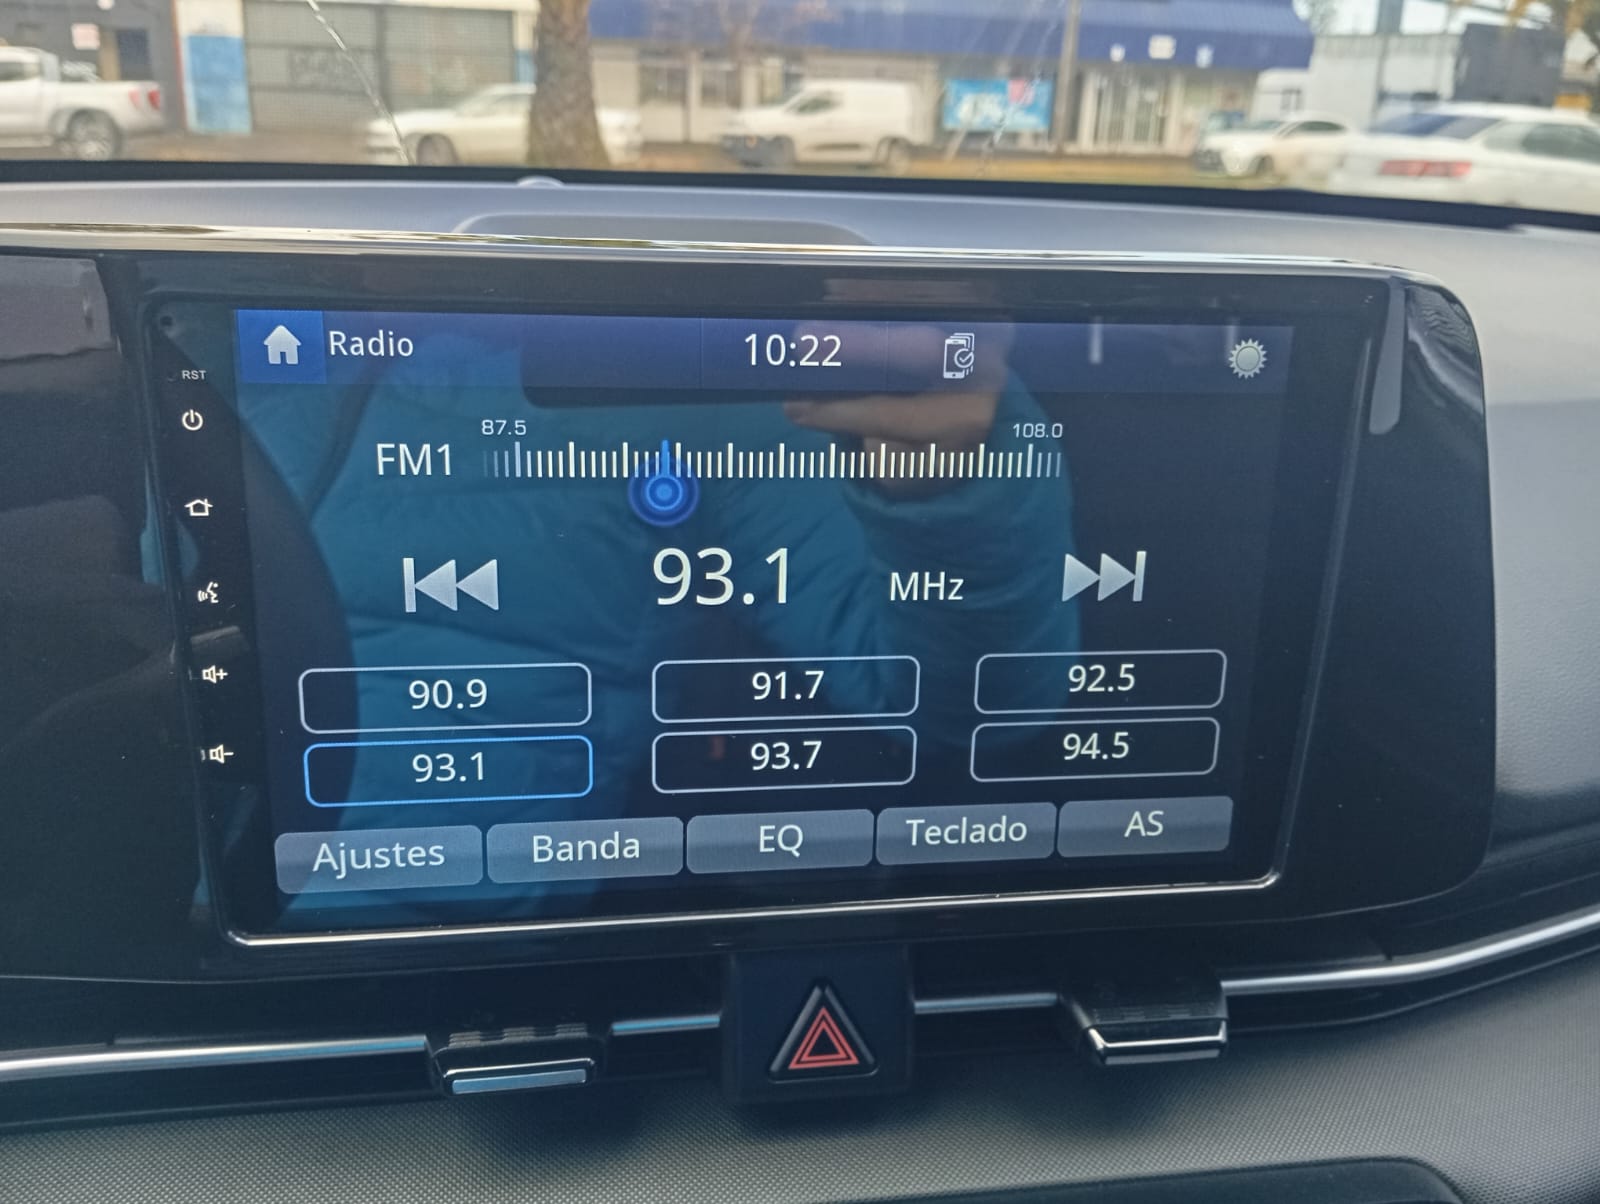 Radio
10:22
RST
87.5
108.0
FM1
93.1 MHz
90.9
91.7
92.5
93.1
93.7
94.5
Ajustes
Banda
EQ
Teclado
AS